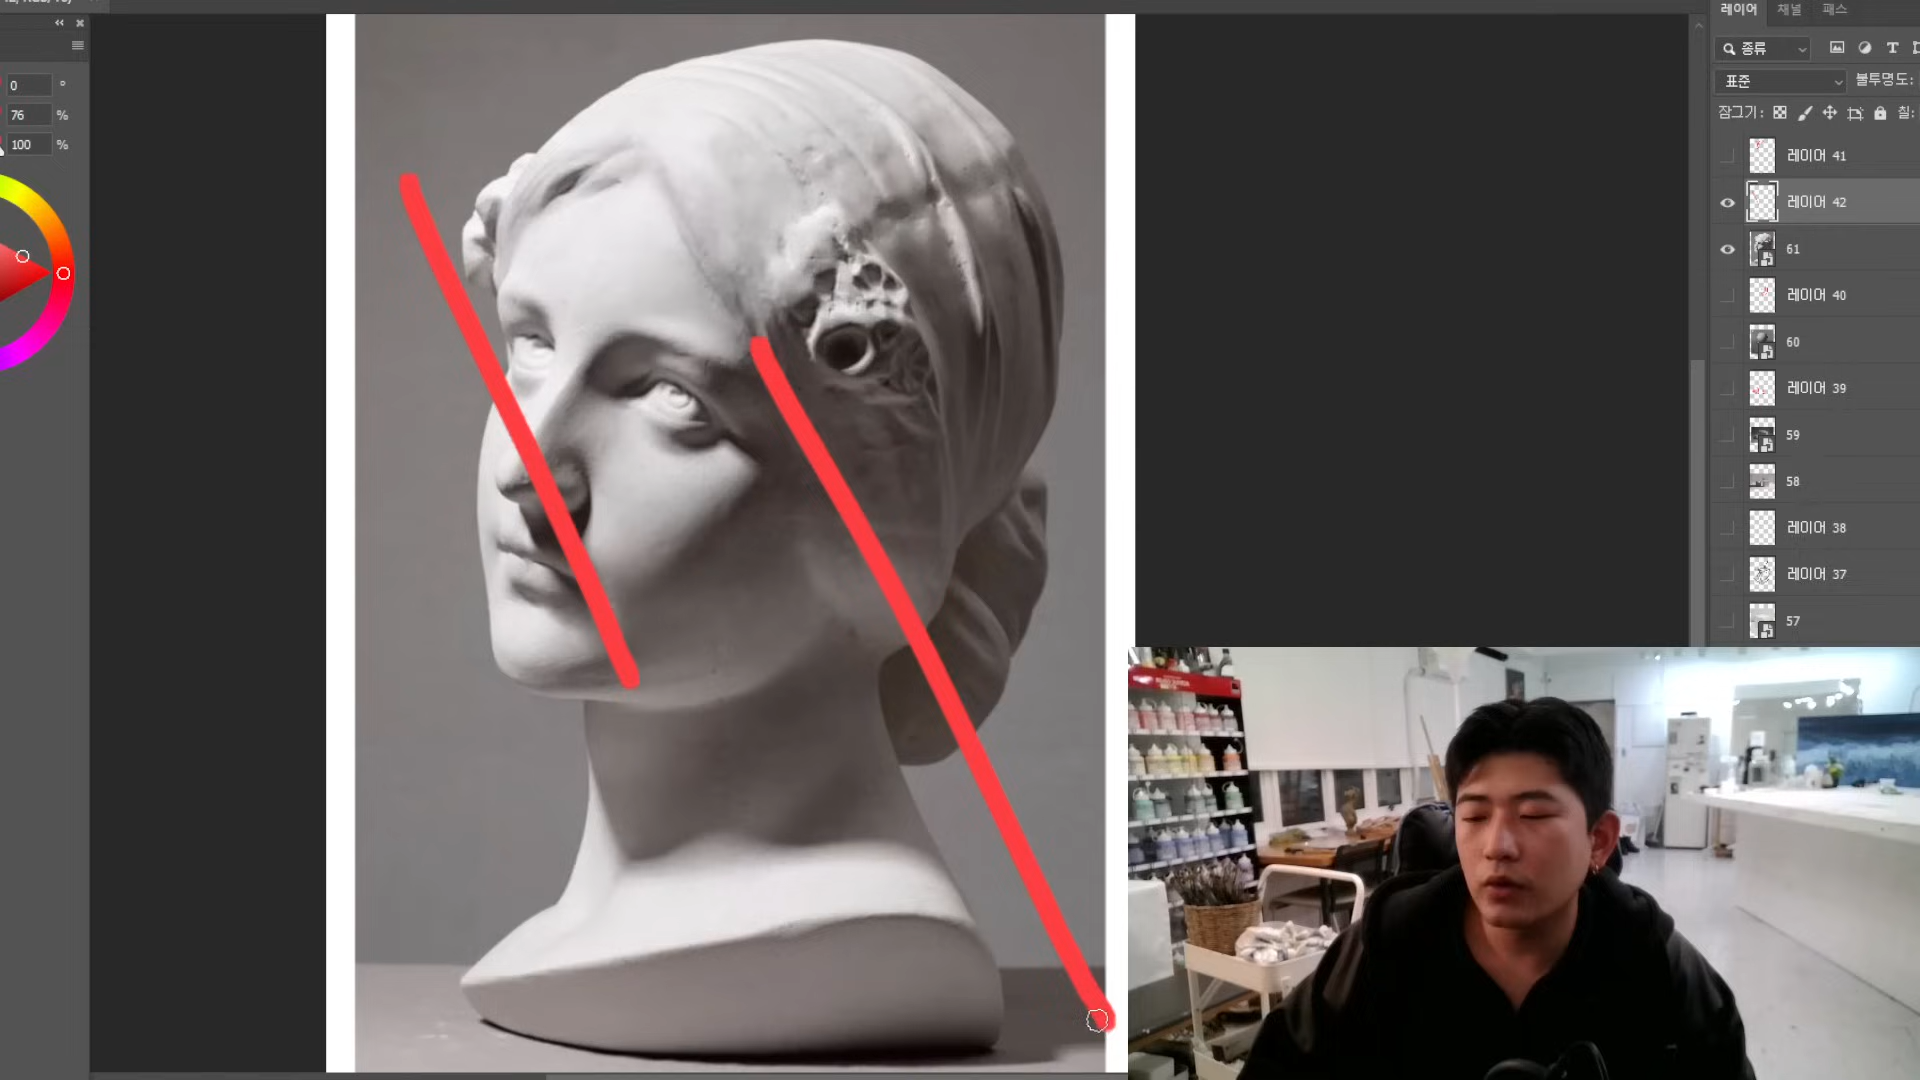 0 °
76 %
100 %
레이어 채널 패스
종류
표준 불투명도:
잠그기: 칠:
레이어 41
레이어 42
61
레이어 40
60
레이어 39
59
58
레이어 38
레이어 37
57